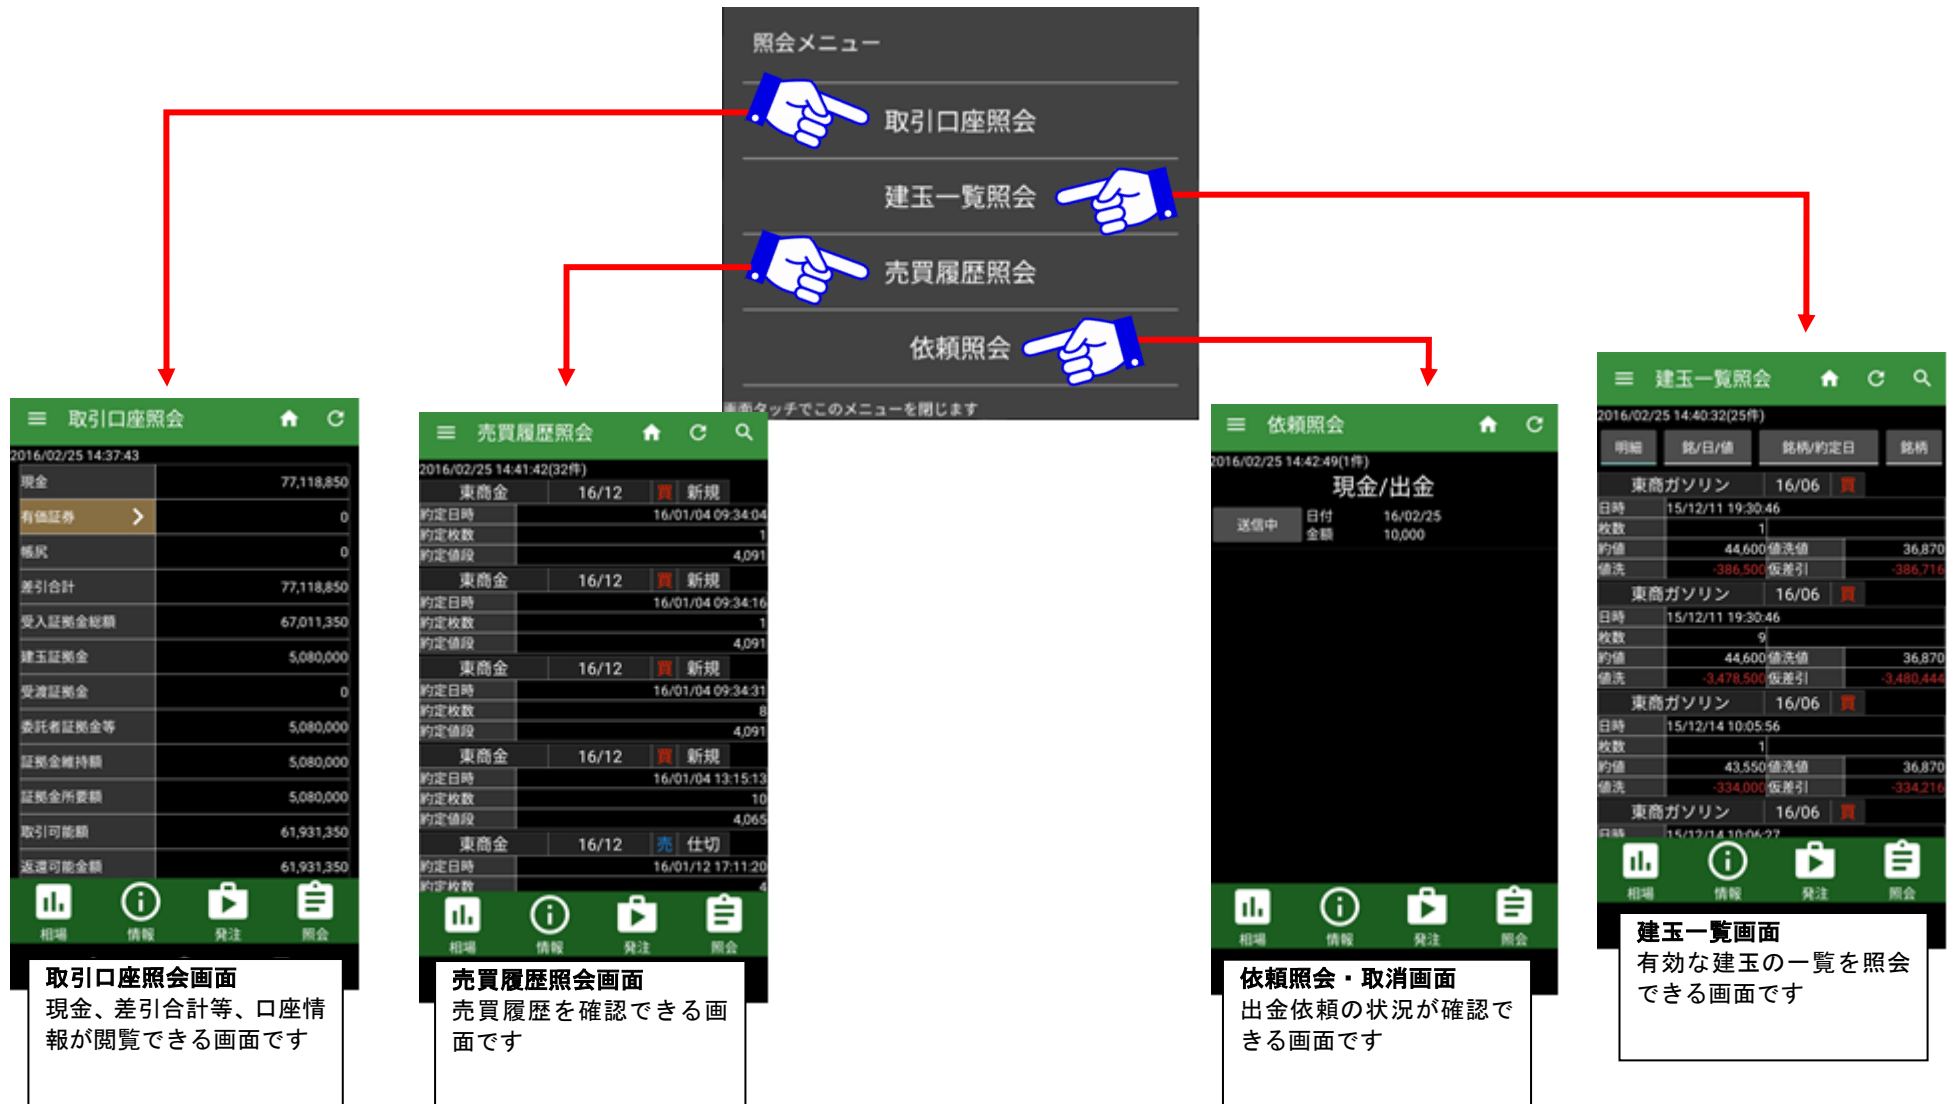 照会メニュー
取引口座照会
建玉一覧照会
売買履歴照会
依頼照会
画面タッチでこのメニューを閉じます
取引口座照会
2016/02/25 14:37:43
現金 77,118,850
有価証券 0
帳尻 0
差引合計 77,118,850
受入証拠金総額 67,011,350
建玉証拠金 5,080,000
受渡証拠金 0
委託者証拠金等 5,080,000
証拠金維持額 5,080,000
証拠金所要額 5,080,000
取引可能額 61,931,350
返還可能金額 61,931,350
相場 情報 発注 照会
取引口座照会画面
現金、差引合計等、口座情
報が閲覧できる画面です
売買履歴照会
2016/02/25 14:41:42(32件)
東商金 16/12 買 新規
約定日時 16/01/04 09:34:04
約定枚数 1
約定値段 4,091
東商金 16/12 買 新規
約定日時 16/01/04 09:34:16
約定枚数 1
約定値段 4,091
東商金 16/12 買 新規
約定日時 16/01/04 09:34:31
約定枚数 8
約定値段 4,091
東商金 16/12 買 新規
約定日時 16/01/04 13:15:13
約定枚数 10
約定値段 4,065
東商金 16/12 売 仕切
約定日時 16/01/12 17:11:20
約定枚数 4
相場 情報 発注 照会
売買履歴照会画面
売買履歴を確認できる画
面です
依頼照会
2016/02/25 14:42:49(1件)
現金/出金
送信中 日付 16/02/25
金額 10,000
相場 情報 発注 照会
依頼照会・取消画面
出金依頼の状況が確認で
きる画面です
建玉一覧照会
2016/02/25 14:40:32(25件)
明細 銘/日/値 銘柄/約定日 銘柄
東商ガソリン 16/06 買
日時 15/12/11 19:30:46
枚数 1
約値 44,600 値洗値 36,870
値洗 -386,500 仮差引 -386,716
東商ガソリン 16/06 買
日時 15/12/11 19:30:46
枚数 9
約値 44,600 値洗値 36,870
値洗 -3,478,500 仮差引 -3,480,444
東商ガソリン 16/06 買
日時 15/12/14 10:05:56
枚数 1
約値 43,550 値洗値 36,870
値洗 -334,000 仮差引 -334,216
東商ガソリン 16/06 買
日時 15/12/14 10:06:27
相場 情報 発注 照会
建玉一覧画面
有効な建玉の一覧を照会
できる画面です